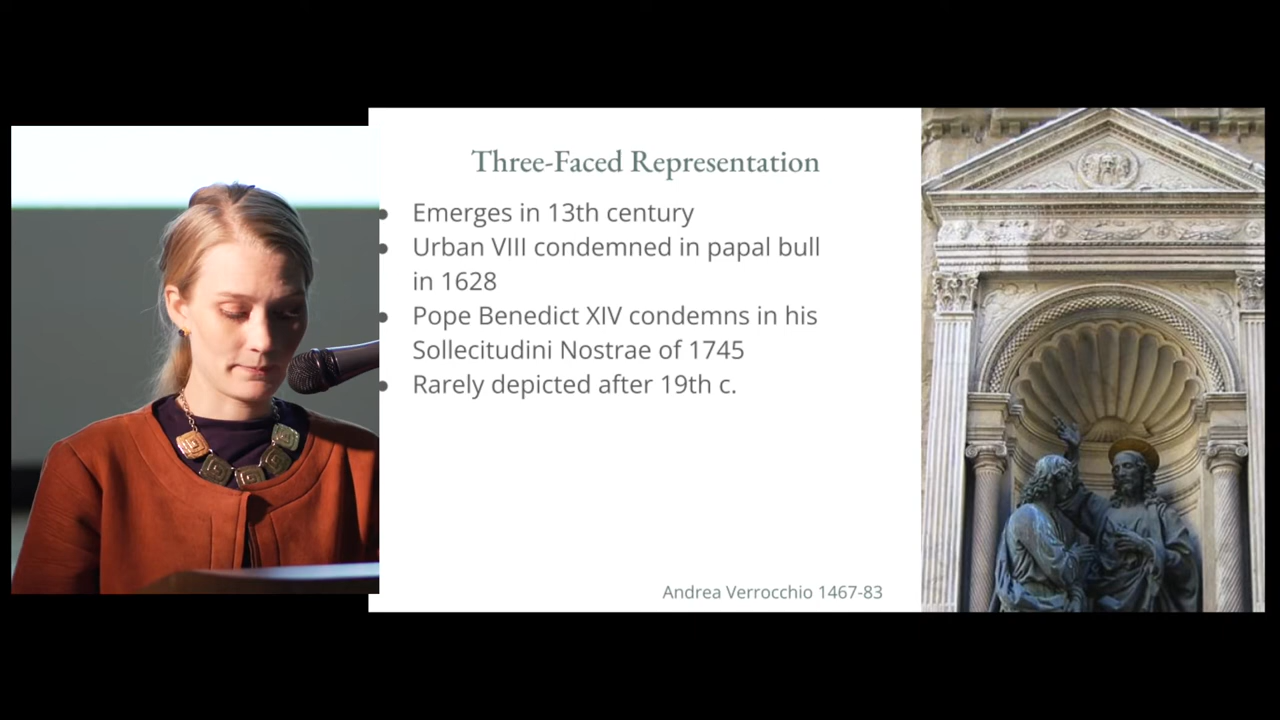 Three-Faced Representation
Emerges in 13th century
Urban VIII condemned in papal bull
in 1628
Pope Benedict XIV condemns in his
Sollecitudini Nostrae of 1745
Rarely depicted after 19th c.
Andrea Verrocchio 1467-83